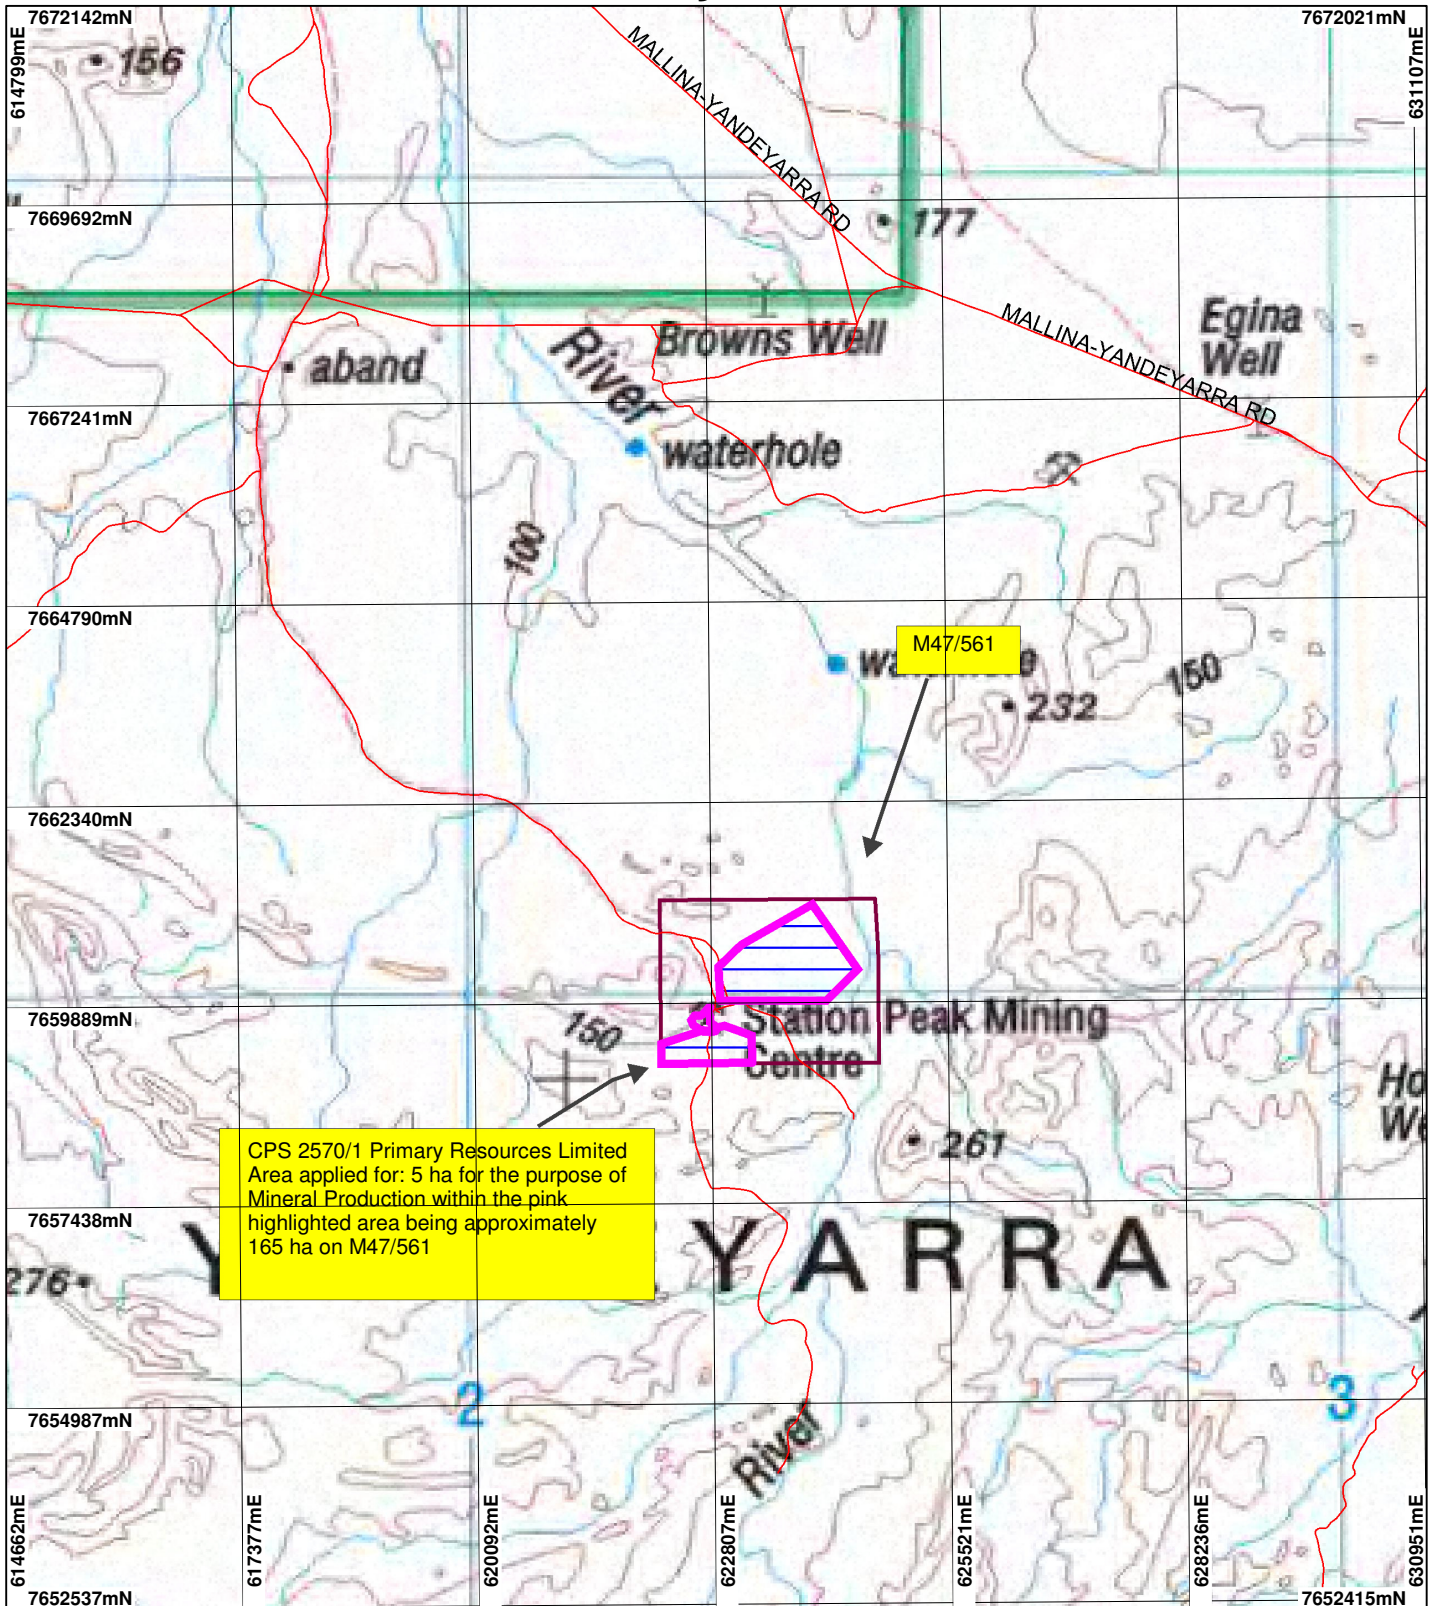 7672142mN
7672021mN
614799mE
631107mE
156
MALLINA-YANDEYARRA RD
7669692mN
177
MALLINA-YANDEYARRA RD
Egina
Well
Browns Well
River
aband
7667241mN
waterhole
100
7664790mN
M47/561
232
150
7662340mN
7659889mN
150
Station Peak Mining
Centre
261
CPS 2570/1 Primary Resources Limited
Area applied for: 5 ha for the purpose of
Mineral Production within the pink
highlighted area being approximately
165 ha on M47/561
7657438mN
Y YARRA
276
7654987mN
2
3
River
614662mE
617377mE
620092mE
622807mE
625521mE
628236mE
630951mE
7652537mN
7652415mN